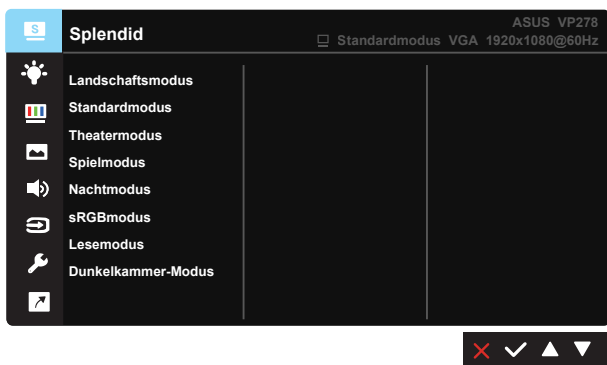 S
Splendid
ASUS VP278
Standardmodus VGA 1920x1080@60Hz
Landschaftsmodus
Standardmodus
Theatermodus
Spielmodus
Nachtmodus
sRGBmodus
Lesemodus
Dunkelkammer-Modus